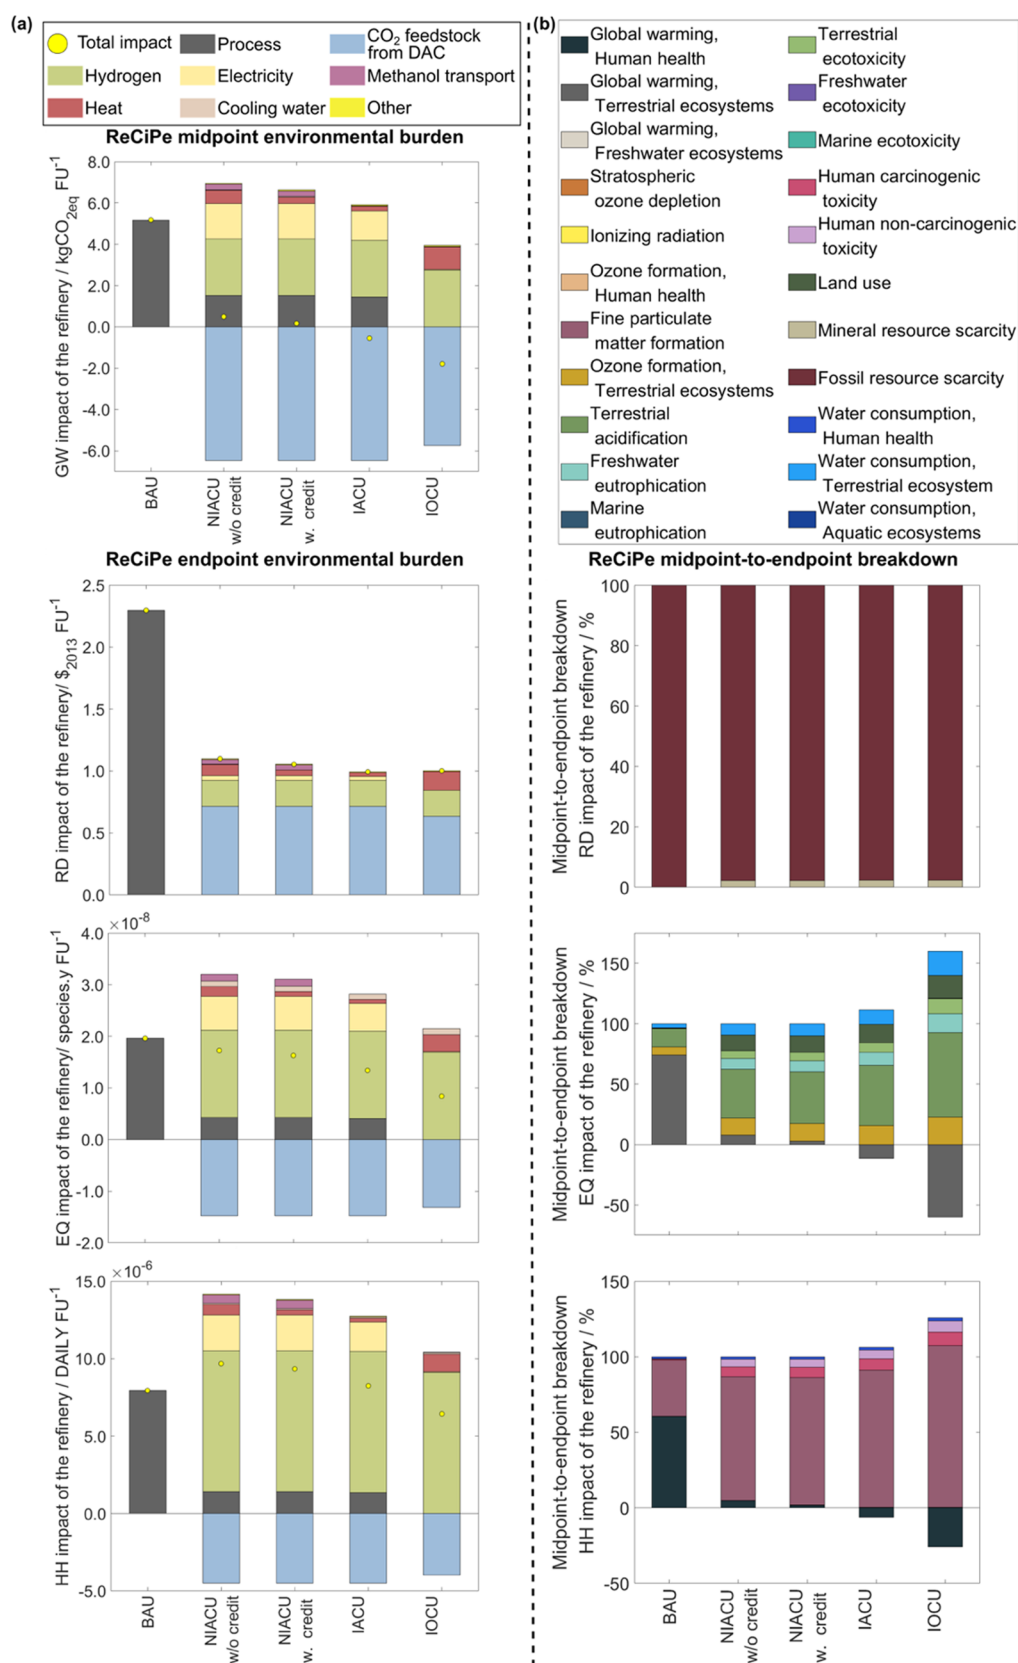 (a)
Total impact
Process
CO2 feedstock
from DAC
Hydrogen
Electricity
Methanol transport
Heat
Cooling water
Other
ReCiPe midpoint environmental burden
GW impact of the refinery / kgCO2eq FU-1
8.0
6.0
4.0
2.0
0.0
-2.0
-4.0
-6.0
BAU
NIACU
w/o credit
NIACU
w. credit
IACU
IOCU
ReCiPe endpoint environmental burden
RD impact of the refinery/ $2013 FU-1
2.5
2.0
1.5
1.0
0.5
0.0
EQ impact of the refinery/ species.y FU-1
×10-8
4.0
3.0
2.0
1.0
0.0
-1.0
-2.0
HH impact of the refinery / DAILY FU-1
×10-6
15.0
10.0
5.0
0.0
-5.0
BAU
NIACU
w/o credit
NIACU
w. credit
IACU
IOCU
(b)
Global warming,
Human health
Global warming,
Terrestrial ecosystems
Global warming,
Freshwater ecosystems
Stratospheric
ozone depletion
Ionizing radiation
Ozone formation,
Human health
Fine particulate
matter formation
Ozone formation,
Terrestrial ecosystems
Terrestrial
acidification
Freshwater
eutrophication
Marine
eutrophication
Terrestrial
ecotoxicity
Freshwater
ecotoxicity
Marine ecotoxicity
Human carcinogenic
toxicity
Human non-carcinogenic
toxicity
Land use
Mineral resource scarcity
Fossil resource scarcity
Water consumption,
Human health
Water consumption,
Terrestrial ecosystem
Water consumption,
Aquatic ecosystems
ReCiPe midpoint-to-endpoint breakdown
Midpoint-to-endpoint breakdown
RD impact of the refinery / %
100
80
60
40
20
0
Midpoint-to-endpoint breakdown
EQ impact of the refinery / %
150
100
50
0
-50
Midpoint-to-endpoint breakdown
HH impact of the refinery / %
150
100
50
0
-50
BAU
NIACU
w/o credit
NIACU
w. credit
IACU
IOCU